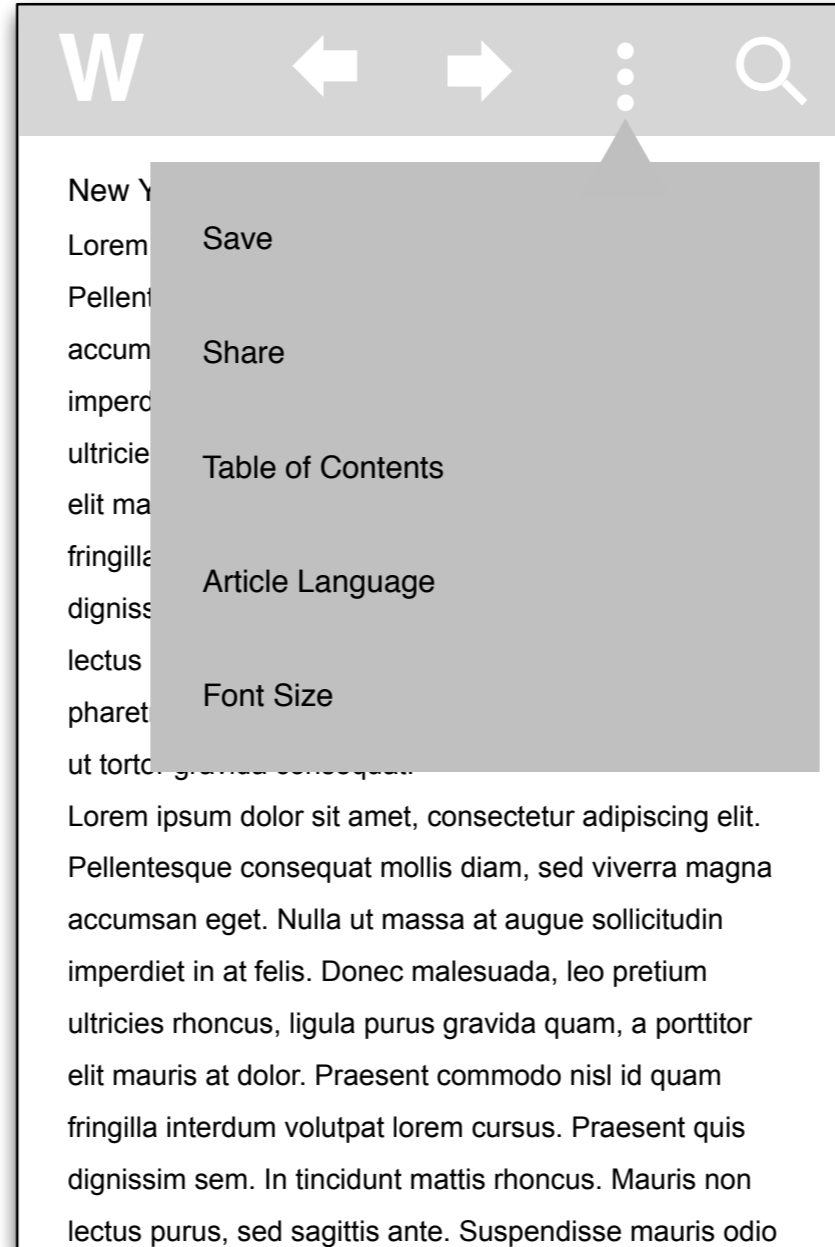 W
New Y
Save
Share
Table of Contents
Article Language
Font Size
Lorem
Pellent
accum
imperd
ultricie
elit ma
fringilla
digniss
lectus
pharet
ut tortor gravida consequat.
Lorem ipsum dolor sit amet, consectetur adipiscing elit.
Pellentesque consequat mollis diam, sed viverra magna
accumsan eget. Nulla ut massa at augue sollicitudin
imperdiet in at felis. Donec malesuada, leo pretium
ultricies rhoncus, ligula purus gravida quam, a porttitor
elit mauris at dolor. Praesent commodo nisl id quam
fringilla interdum volutpat lorem cursus. Praesent quis
dignissim sem. In tincidunt mattis rhoncus. Mauris non
lectus purus, sed sagittis ante. Suspendisse mauris odio